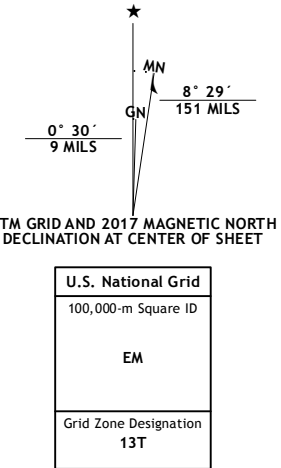 ★
MN
8° 29´
151 MILS
GN
0° 30´
9 MILS
TM GRID AND 2017 MAGNETIC NORTH
DECLINATION AT CENTER OF SHEET
U.S. National Grid
100,000-m Square ID
EM
Grid Zone Designation
13T